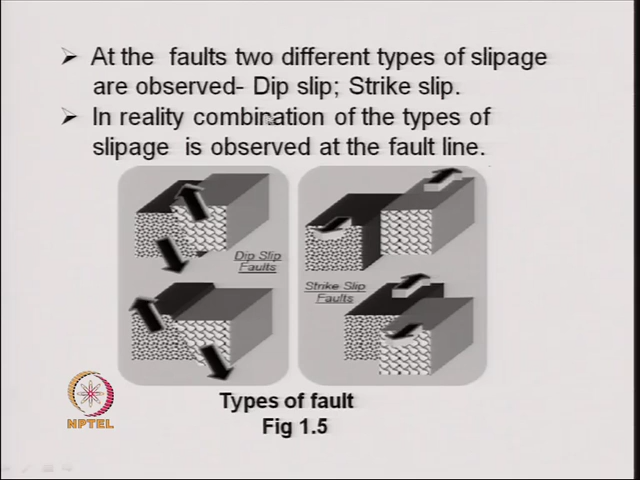 At the faults two different types of slipage
are observed- Dip slip; Strike slip.
In reality combination of the types of
slipage is observed at the fault line.
Dip Slip
Faults
Strike Slip
Faults
Types of fault
Fig 1.5
NPTEL